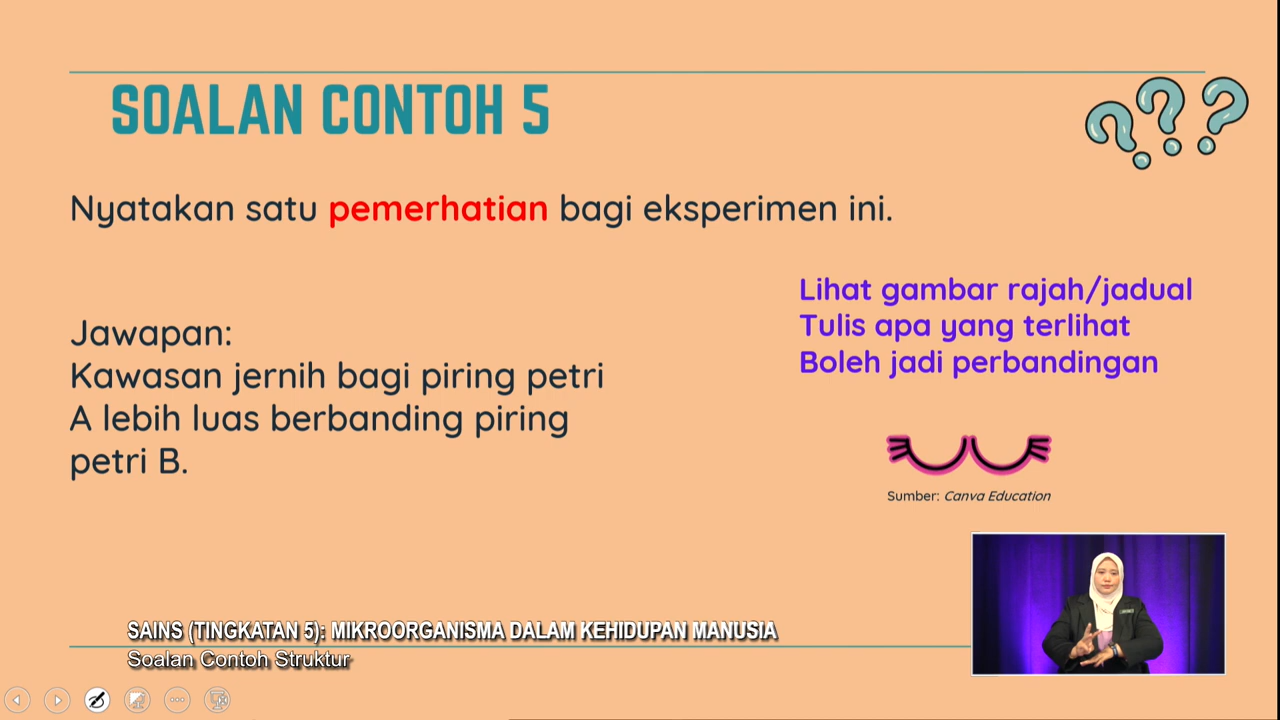 SOALAN CONTOH 5
Nyatakan satu pemerhatian bagi eksperimen ini.
Lihat gambar rajah/jadual
Tulis apa yang terlihat
Boleh jadi perbandingan
Jawapan:
Kawasan jernih bagi piring petri
A lebih luas berbanding piring
petri B.
Sumber: Canva Education
SAINS (TINGKATAN 5): MIKROORGANISMA DALAM KEHIDUPAN MANUSIA
Soalan Contoh Struktur